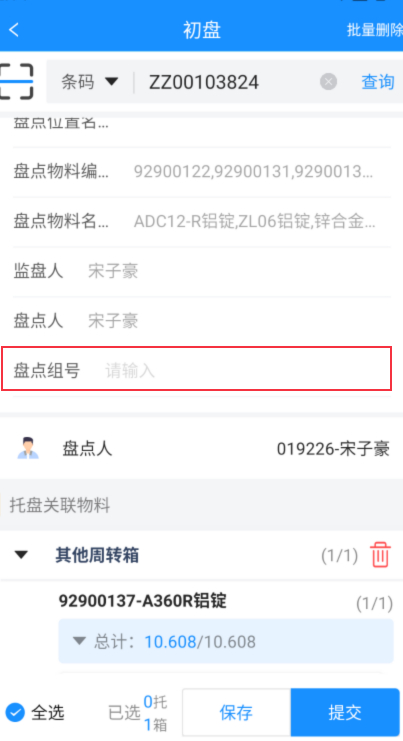 初盘 批量删除
条码 ZZ00103824 查询
盘点位置名...
盘点物料编... 92900122,92900131,9290013...
盘点物料名... ADC12-R铝锭,ZL06铝锭,锌合金...
监盘人 宋子豪
盘点人 宋子豪
盘点组号 请输入
盘点人 019226-宋子豪
托盘关联物料
其他周转箱 (1/1)
92900137-A360R铝锭 (1/1)
总计：10.608/10.608
全选 已选 0托 保存 提交
1箱